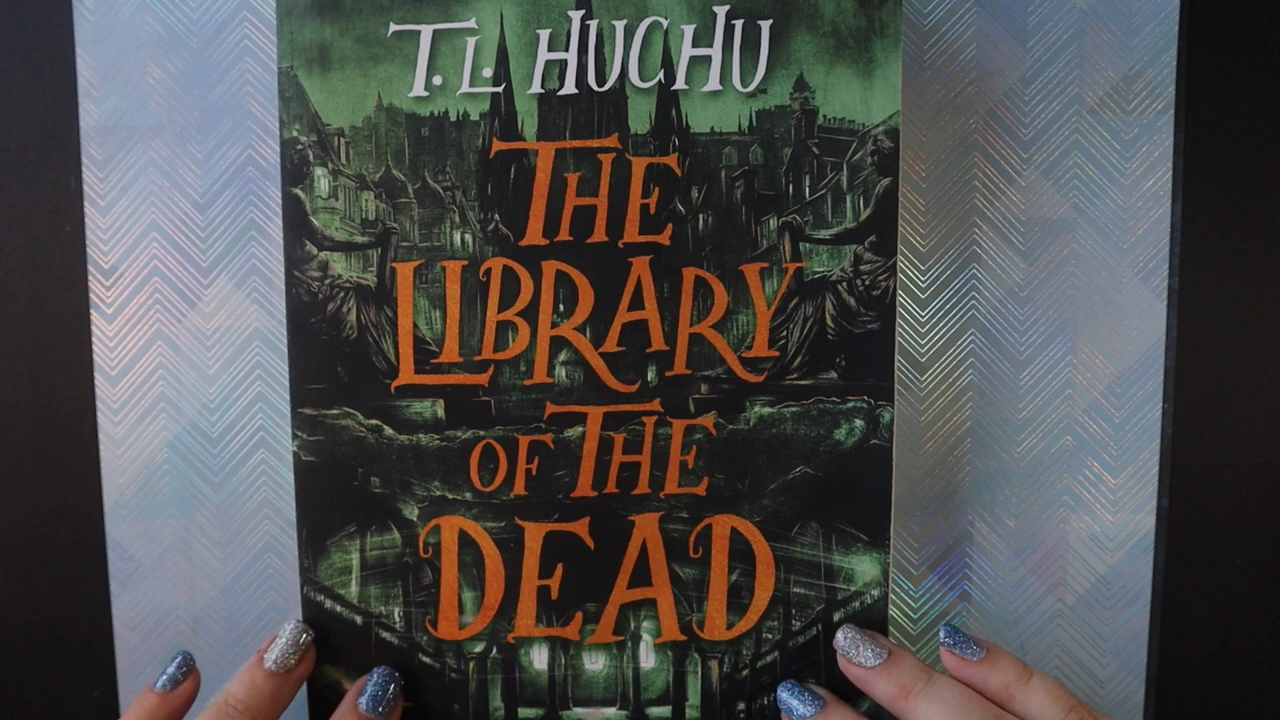 T.L. HUCHU
THE
LIBRARY
OF THE
DEAD